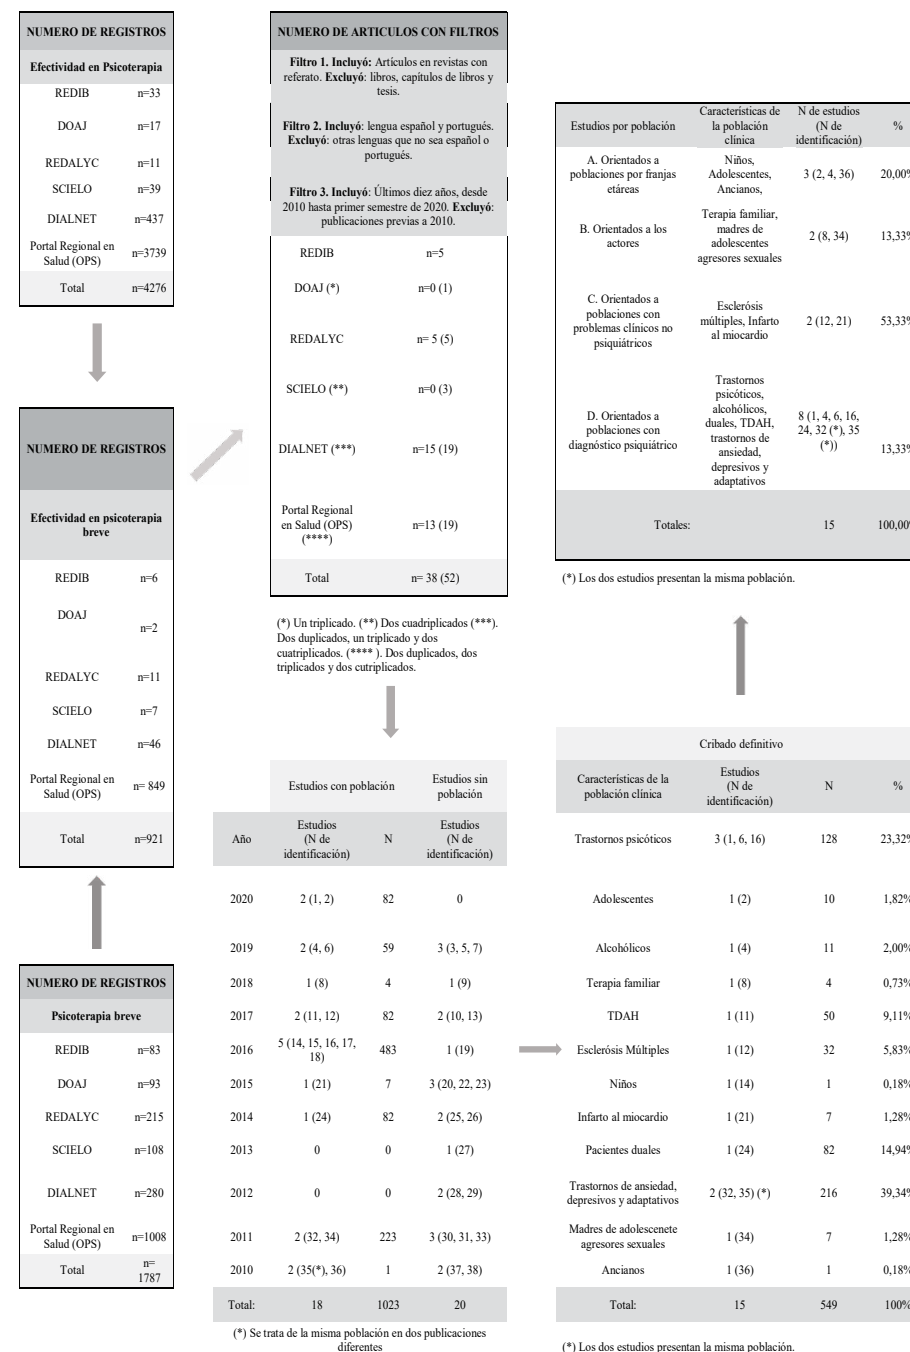 NUMERO DE REGISTROS
Efectividad en Psicoterapia
REDIB n=33
DOAJ n=17
REDALYC n=11
SCIELO n=39
DIALNET n=437
Portal Regional en
Salud (OPS) n=3739
Total n=4276
NUMERO DE REGISTROS
Efectividad en psicoterapia
breve
REDIB n=6
DOAJ
n=2
REDALYC n=11
SCIELO n=7
DIALNET n=46
Portal Regional en
Salud (OPS) n= 849
Total n=921
NUMERO DE REGISTROS
Psicoterapia breve
REDIB n=83
DOAJ n=93
REDALYC n=215
SCIELO n=108
DIALNET n=280
Portal Regional en
Salud (OPS) n=1008
Total n=
1787
NUMERO DE ARTICULOS CON FILTROS
Filtro 1. Incluyó: Artículos en revistas con
referato. Excluyó: libros, capítulos de libros y
tesis.
Filtro 2. Incluyó: lengua español y portugués.
Excluyó: otras lenguas que no sea español o
portugués.
Filtro 3. Incluyó: Últimos diez años, desde
2010 hasta primer semestre de 2020. Excluyó:
publicaciones previas a 2010.
REDIB n=5
DOAJ (*) n=0 (1)
REDALYC n= 5 (5)
SCIELO (**) n=0 (3)
DIALNET (***) n=15 (19)
Portal Regional
en Salud (OPS) n=13 (19)
(****)
Total n= 38 (52)
(*) Un triplicado. (**) Dos cuadriplicados (***).
Dos duplicados, un triplicado y dos
cuatriplicados. (**** ). Dos duplicados, dos
triplicados y dos cutriplicados.
Estudios con población Estudios sin
población
Año Estudios
(N de
identificación) N Estudios
(N de
identificación)
2020 2 (1, 2) 82 0
2019 2 (4, 6) 59 3 (3, 5, 7)
2018 1 (8) 4 1 (9)
2017 2 (11, 12) 82 2 (10, 13)
2016 5 (14, 15, 16, 17,
18) 483 1 (19)
2015 1 (21) 7 3 (20, 22, 23)
2014 1 (24) 82 2 (25, 26)
2013 0 0 1 (27)
2012 0 0 2 (28, 29)
2011 2 (32, 34) 223 3 (30, 31, 33)
2010 2 (35(*), 36) 1 2 (37, 38)
Total: 18 1023 20
(*) Se trata de la misma población en dos publicaciones
diferentes
Estudios por población Características de
la población
clínica N de estudios
(N de
identificación) %
A. Orientados a
poblaciones por franjas
etáreas Niños,
Adolescentes,
Ancianos, 3 (2, 4, 36) 20,00%
B. Orientados a los
actores Terapia familiar,
madres de
adolescentes
agresores sexuales 2 (8, 34) 13,33%
C. Orientados a
poblaciones con
problemas clínicos no
psiquiátricos Esclerósis
múltiples, Infarto
al miocardio 2 (12, 21) 53,33%
D. Orientados a
poblaciones con
diagnóstico psiquiátrico Trastornos
psicóticos,
alcohólicos,
duales, TDAH,
trastornos de
ansiedad,
depresivos y
adaptativos 8 (1, 4, 6, 16,
24, 32 (*), 35
(*)) 13,33%
Totales: 15 100,00%
(*) Los dos estudios presentan la misma población.
Cribado definitivo
Características de la
población clínica Estudios
(N de
identificación) N %
Trastornos psicóticos 3 (1, 6, 16) 128 23,32%
Adolescentes 1 (2) 10 1,82%
Alcohólicos 1 (4) 11 2,00%
Terapia familiar 1 (8) 4 0,73%
TDAH 1 (11) 50 9,11%
Esclerósis Múltiples 1 (12) 32 5,83%
Niños 1 (14) 1 0,18%
Infarto al miocardio 1 (21) 7 1,28%
Pacientes duales 1 (24) 82 14,94%
Trastornos de ansiedad,
depresivos y adaptativos 2 (32, 35) (*) 216 39,34%
Madres de adolescenete
agresores sexuales 1 (34) 7 1,28%
Ancianos 1 (36) 1 0,18%
Total: 15 549 100%
(*) Los dos estudios presentan la misma población.